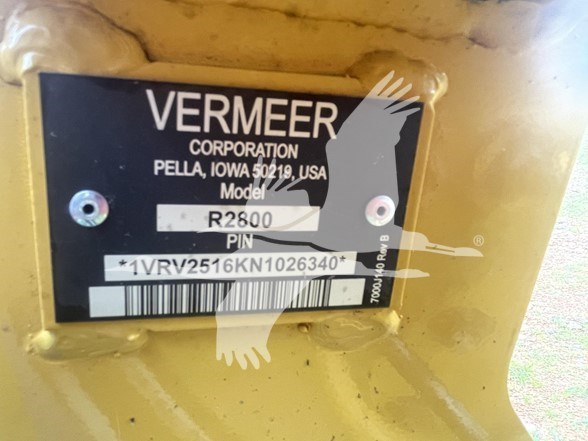 VERMEER
CORPORATION
PELLA, IOWA 50219, USA
Model
R2800
PIN
*1VRV2516KN1026340*
7000J140 Rev B
®